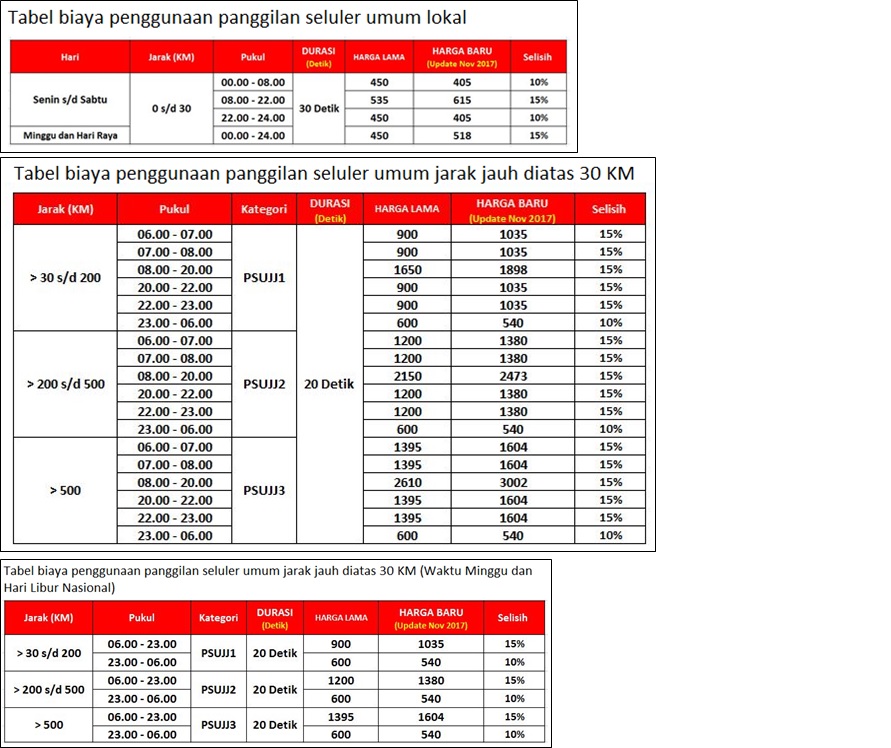 Tabel biaya penggunaan panggilan seluler umum lokal
Hari Jarak (KM) Pukul DURASI (Detik) HARGA LAMA HARGA BARU (Update Nov 2017) Selisih
Senin s/d Sabtu 0 s/d 30 00.00 - 08.00 30 Detik 450 405 10%
08.00 - 22.00 535 615 15%
22.00 - 24.00 450 405 10%
Minggu dan Hari Raya 00.00 - 24.00 450 518 15%
Tabel biaya penggunaan panggilan seluler umum jarak jauh diatas 30 KM
Jarak (KM) Pukul Kategori DURASI (Detik) HARGA LAMA HARGA BARU (Update Nov 2017) Selisih
> 30 s/d 200 06.00 - 07.00 PSUJJ1 20 Detik 900 1035 15%
07.00 - 08.00 900 1035 15%
08.00 - 20.00 1650 1898 15%
20.00 - 22.00 900 1035 15%
22.00 - 23.00 900 1035 15%
23.00 - 06.00 600 540 10%
> 200 s/d 500 06.00 - 07.00 PSUJJ2 1200 1380 15%
07.00 - 08.00 1200 1380 15%
08.00 - 20.00 2150 2473 15%
20.00 - 22.00 1200 1380 15%
22.00 - 23.00 1200 1380 15%
23.00 - 06.00 600 540 10%
> 500 06.00 - 07.00 PSUJJ3 1395 1604 15%
07.00 - 08.00 1395 1604 15%
08.00 - 20.00 2610 3002 15%
20.00 - 22.00 1395 1604 15%
22.00 - 23.00 1395 1604 15%
23.00 - 06.00 600 540 10%
Tabel biaya penggunaan panggilan seluler umum jarak jauh diatas 30 KM (Waktu Minggu dan
Hari Libur Nasional)
Jarak (KM) Pukul Kategori DURASI (Detik) HARGA LAMA HARGA BARU (Update Nov 2017) Selisih
> 30 s/d 200 06.00 - 23.00 PSUJJ1 20 Detik 900 1035 15%
23.00 - 06.00 600 540 10%
> 200 s/d 500 06.00 - 23.00 PSUJJ2 20 Detik 1200 1380 15%
23.00 - 06.00 600 540 10%
> 500 06.00 - 23.00 PSUJJ3 20 Detik 1395 1604 15%
23.00 - 06.00 600 540 10%